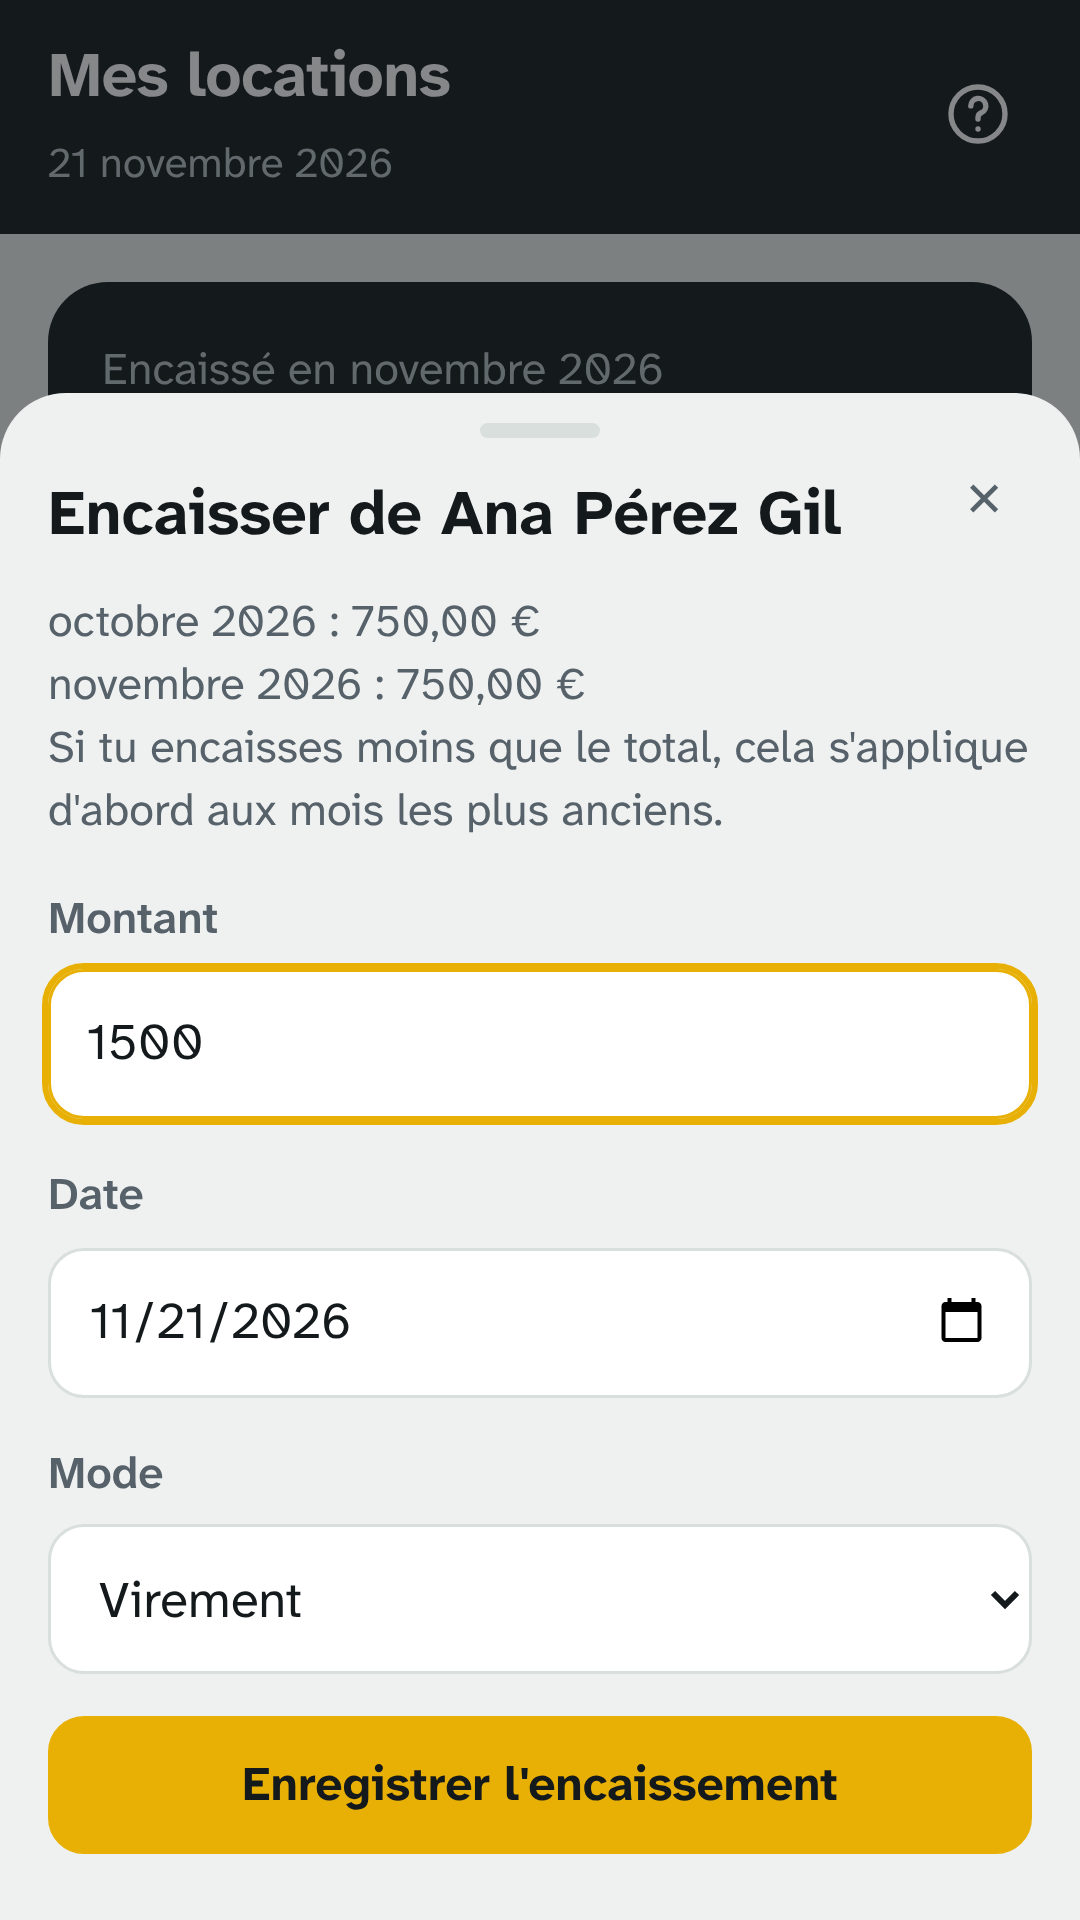 Mes locations
21 novembre 2026
Encaissé en novembre 2026
Encaisser de Ana Pérez Gil
octobre 2026 : 750,00 €
novembre 2026 : 750,00 €
Si tu encaisses moins que le total, cela s'applique
d'abord aux mois les plus anciens.
Montant
1500
Date
11/21/2026
Mode
Virement
Enregistrer l'encaissement